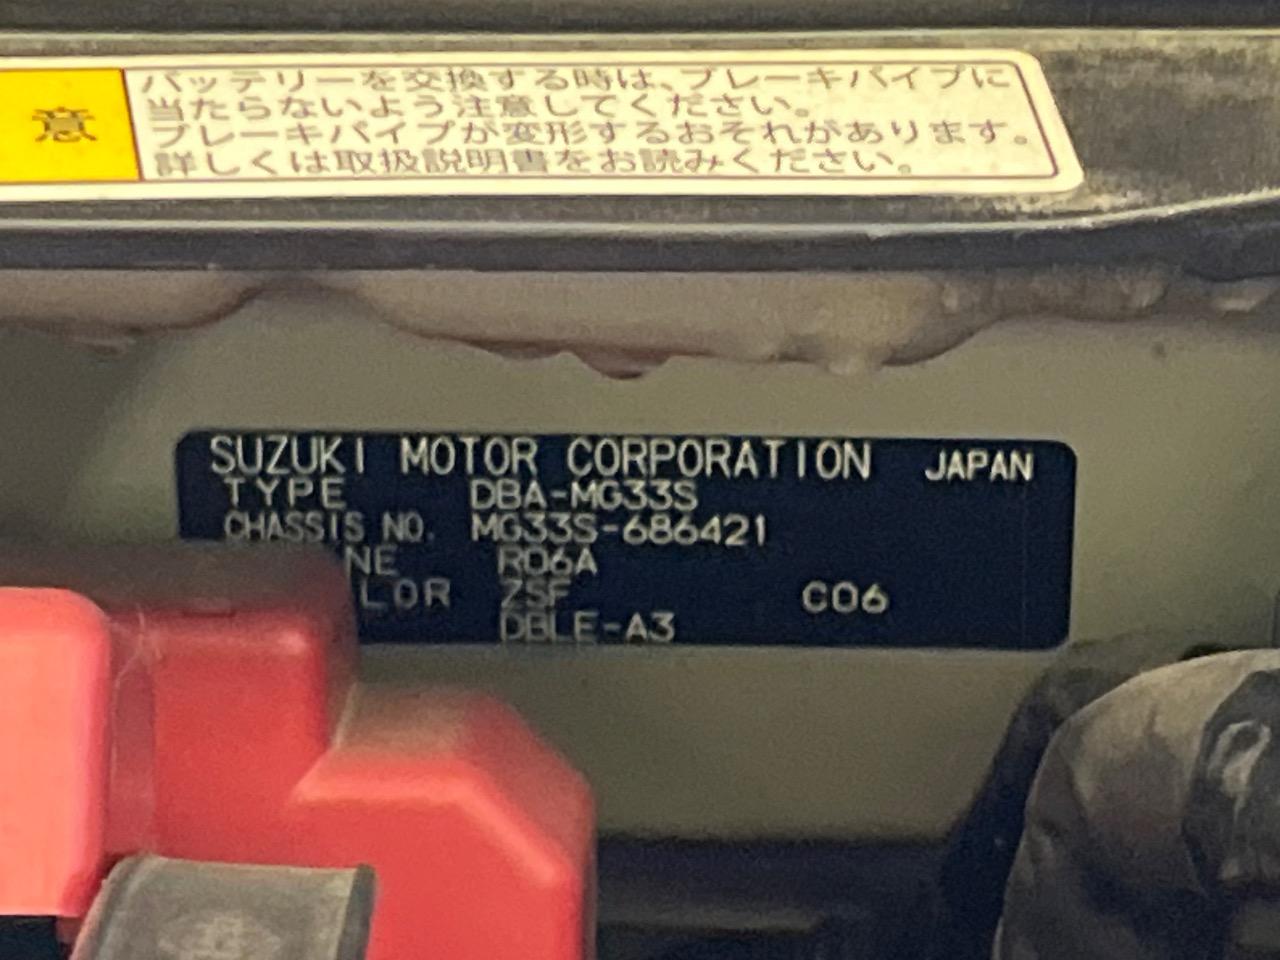 意
バッテリーを交換する時は、ブレーキパイプに
当たらないよう注意してください。
ブレーキパイプが変形するおそれがあります。
詳しくは取扱説明書をお読みください。
SUZUKI MOTOR CORPORATION JAPAN
TYPE DBA-MG33S
CHASSIS NO. MG33S-686421
NE R06A
LOR ZSF C06
DBLE-A3